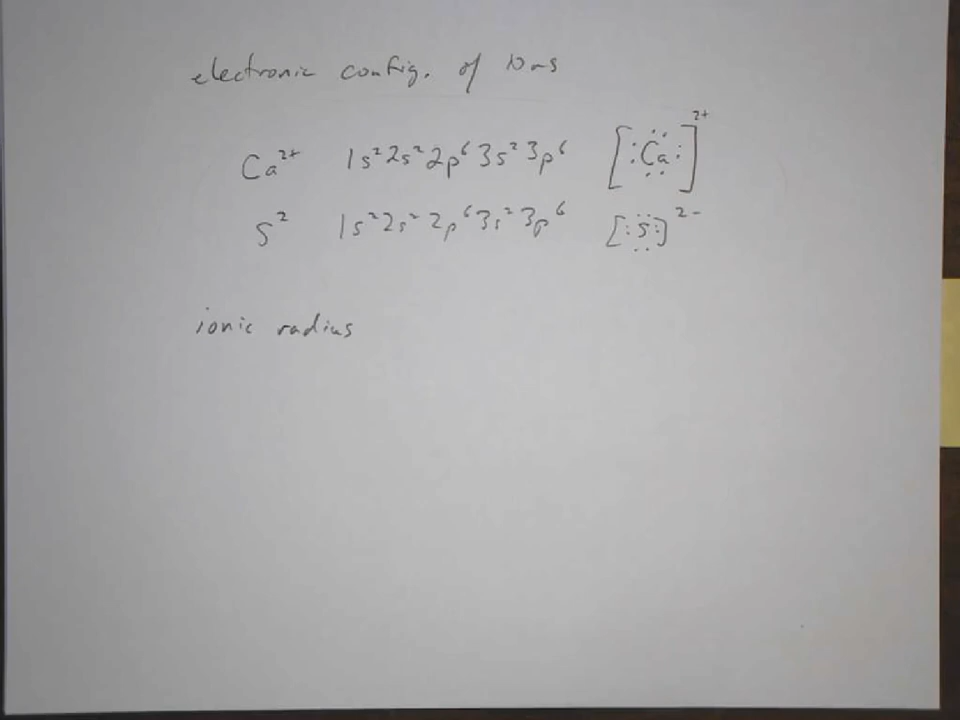 electronic config. of ions
Ca²⁺ 1s²2s²2p⁶3s²3p⁶ [:Ca:]²⁺
S² 1s²2s²2p⁶3s²3p⁶ [:S:]²⁻
ionic radius